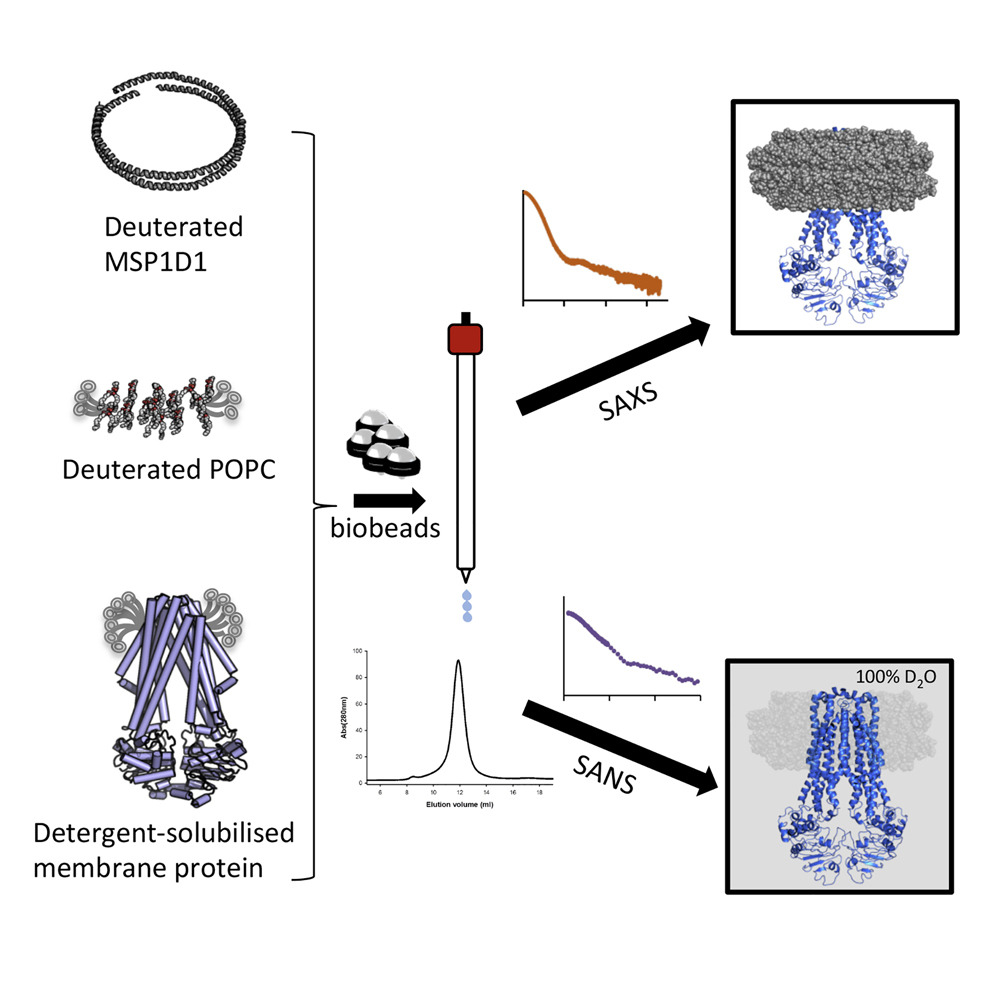 Deuterated
MSP1D1
Deuterated POPC
Detergent-solubilised
membrane protein
biobeads
Abs(280nm)
100
80
60
40
20
0
6 8 10 12 14 16 18
Elution volume (ml)
SAXS
SANS
100% D₂O